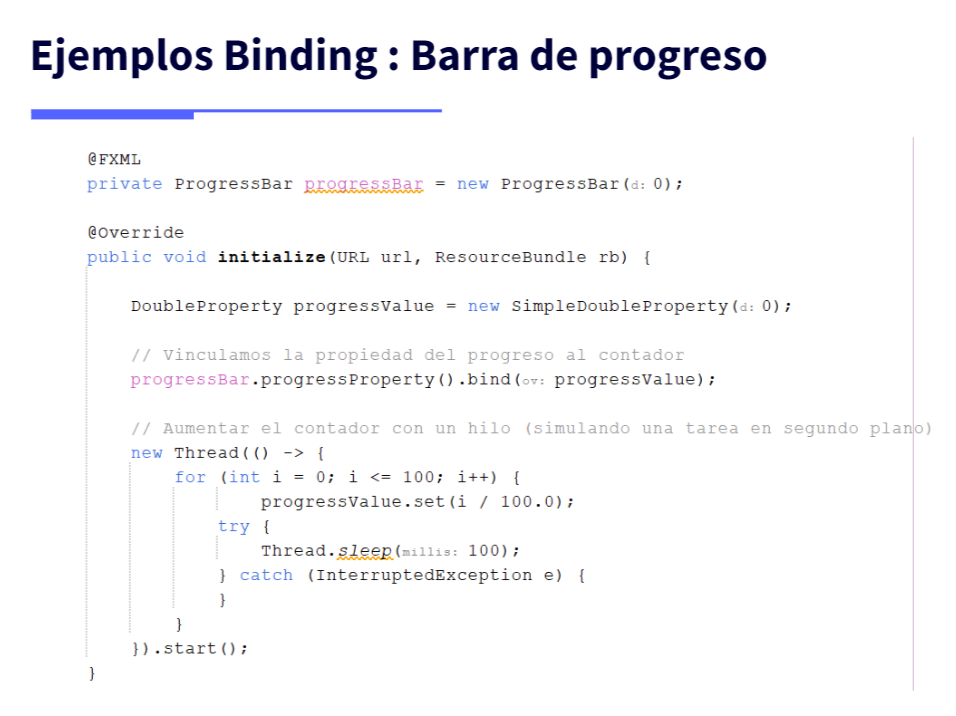 Ejemplos Binding : Barra de progreso
@FXML
private ProgressBar progressBar = new ProgressBar(d: 0);
@Override
public void initialize(URL url, ResourceBundle rb) {
DoubleProperty progressValue = new SimpleDoubleProperty(d: 0);
// Vinculamos la propiedad del progreso al contador
progressBar.progressProperty().bind(ov: progressValue);
// Aumentar el contador con un hilo (simulando una tarea en segundo plano)
new Thread(() -> {
for (int i = 0; i <= 100; i++) {
progressValue.set(i / 100.0);
try {
Thread.sleep(millis: 100);
} catch (InterruptedException e) {
}
}
}).start();
}